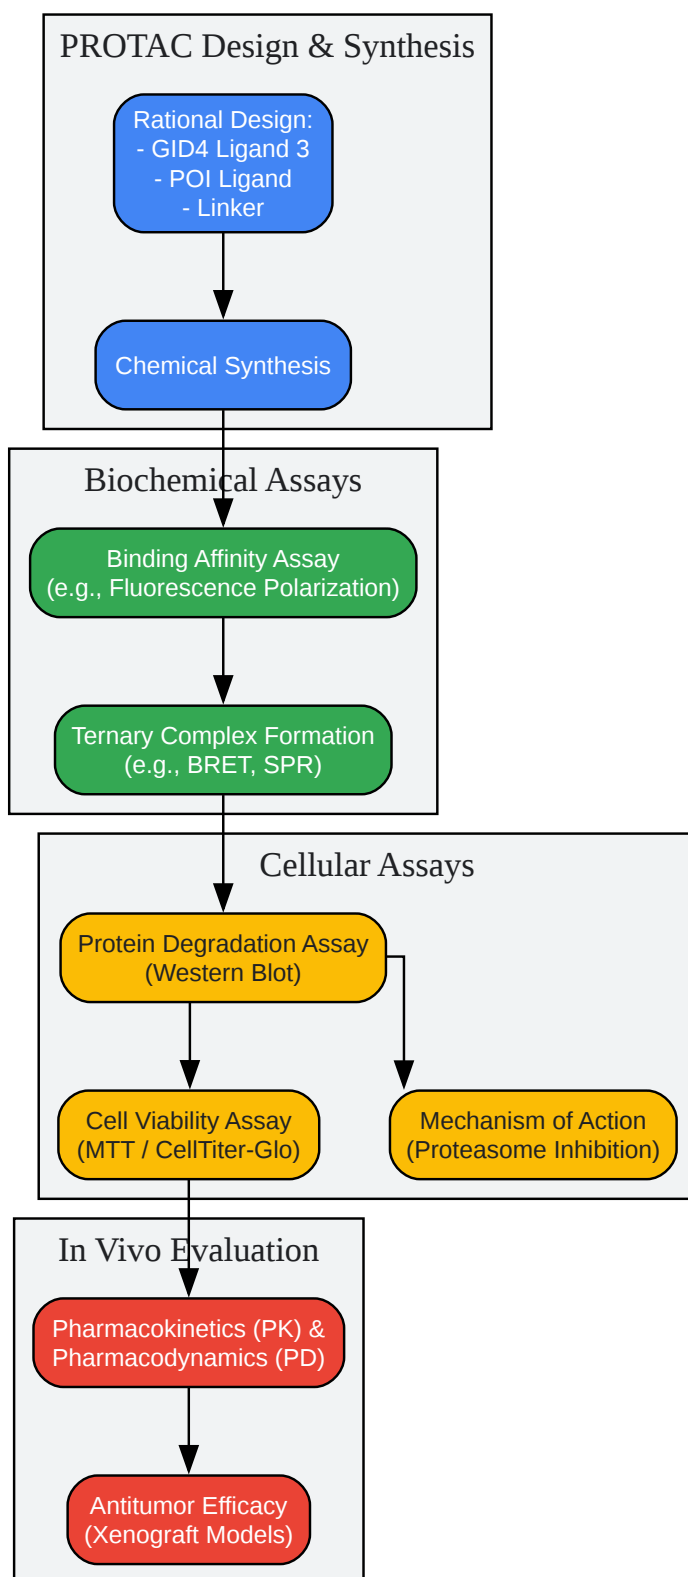 PROTAC Design & Synthesis
Rational Design:
- GID4 Ligand 3
- POI Ligand
- Linker
Chemical Synthesis
Biochemical Assays
Binding Affinity Assay
(e.g., Fluorescence Polarization)
Ternary Complex Formation
(e.g., BRET, SPR)
Cellular Assays
Protein Degradation Assay
(Western Blot)
Cell Viability Assay
(MTT / CellTiter-Glo)
Mechanism of Action
(Proteasome Inhibition)
In Vivo Evaluation
Pharmacokinetics (PK) &
Pharmacodynamics (PD)
Antitumor Efficacy
(Xenograft Models)